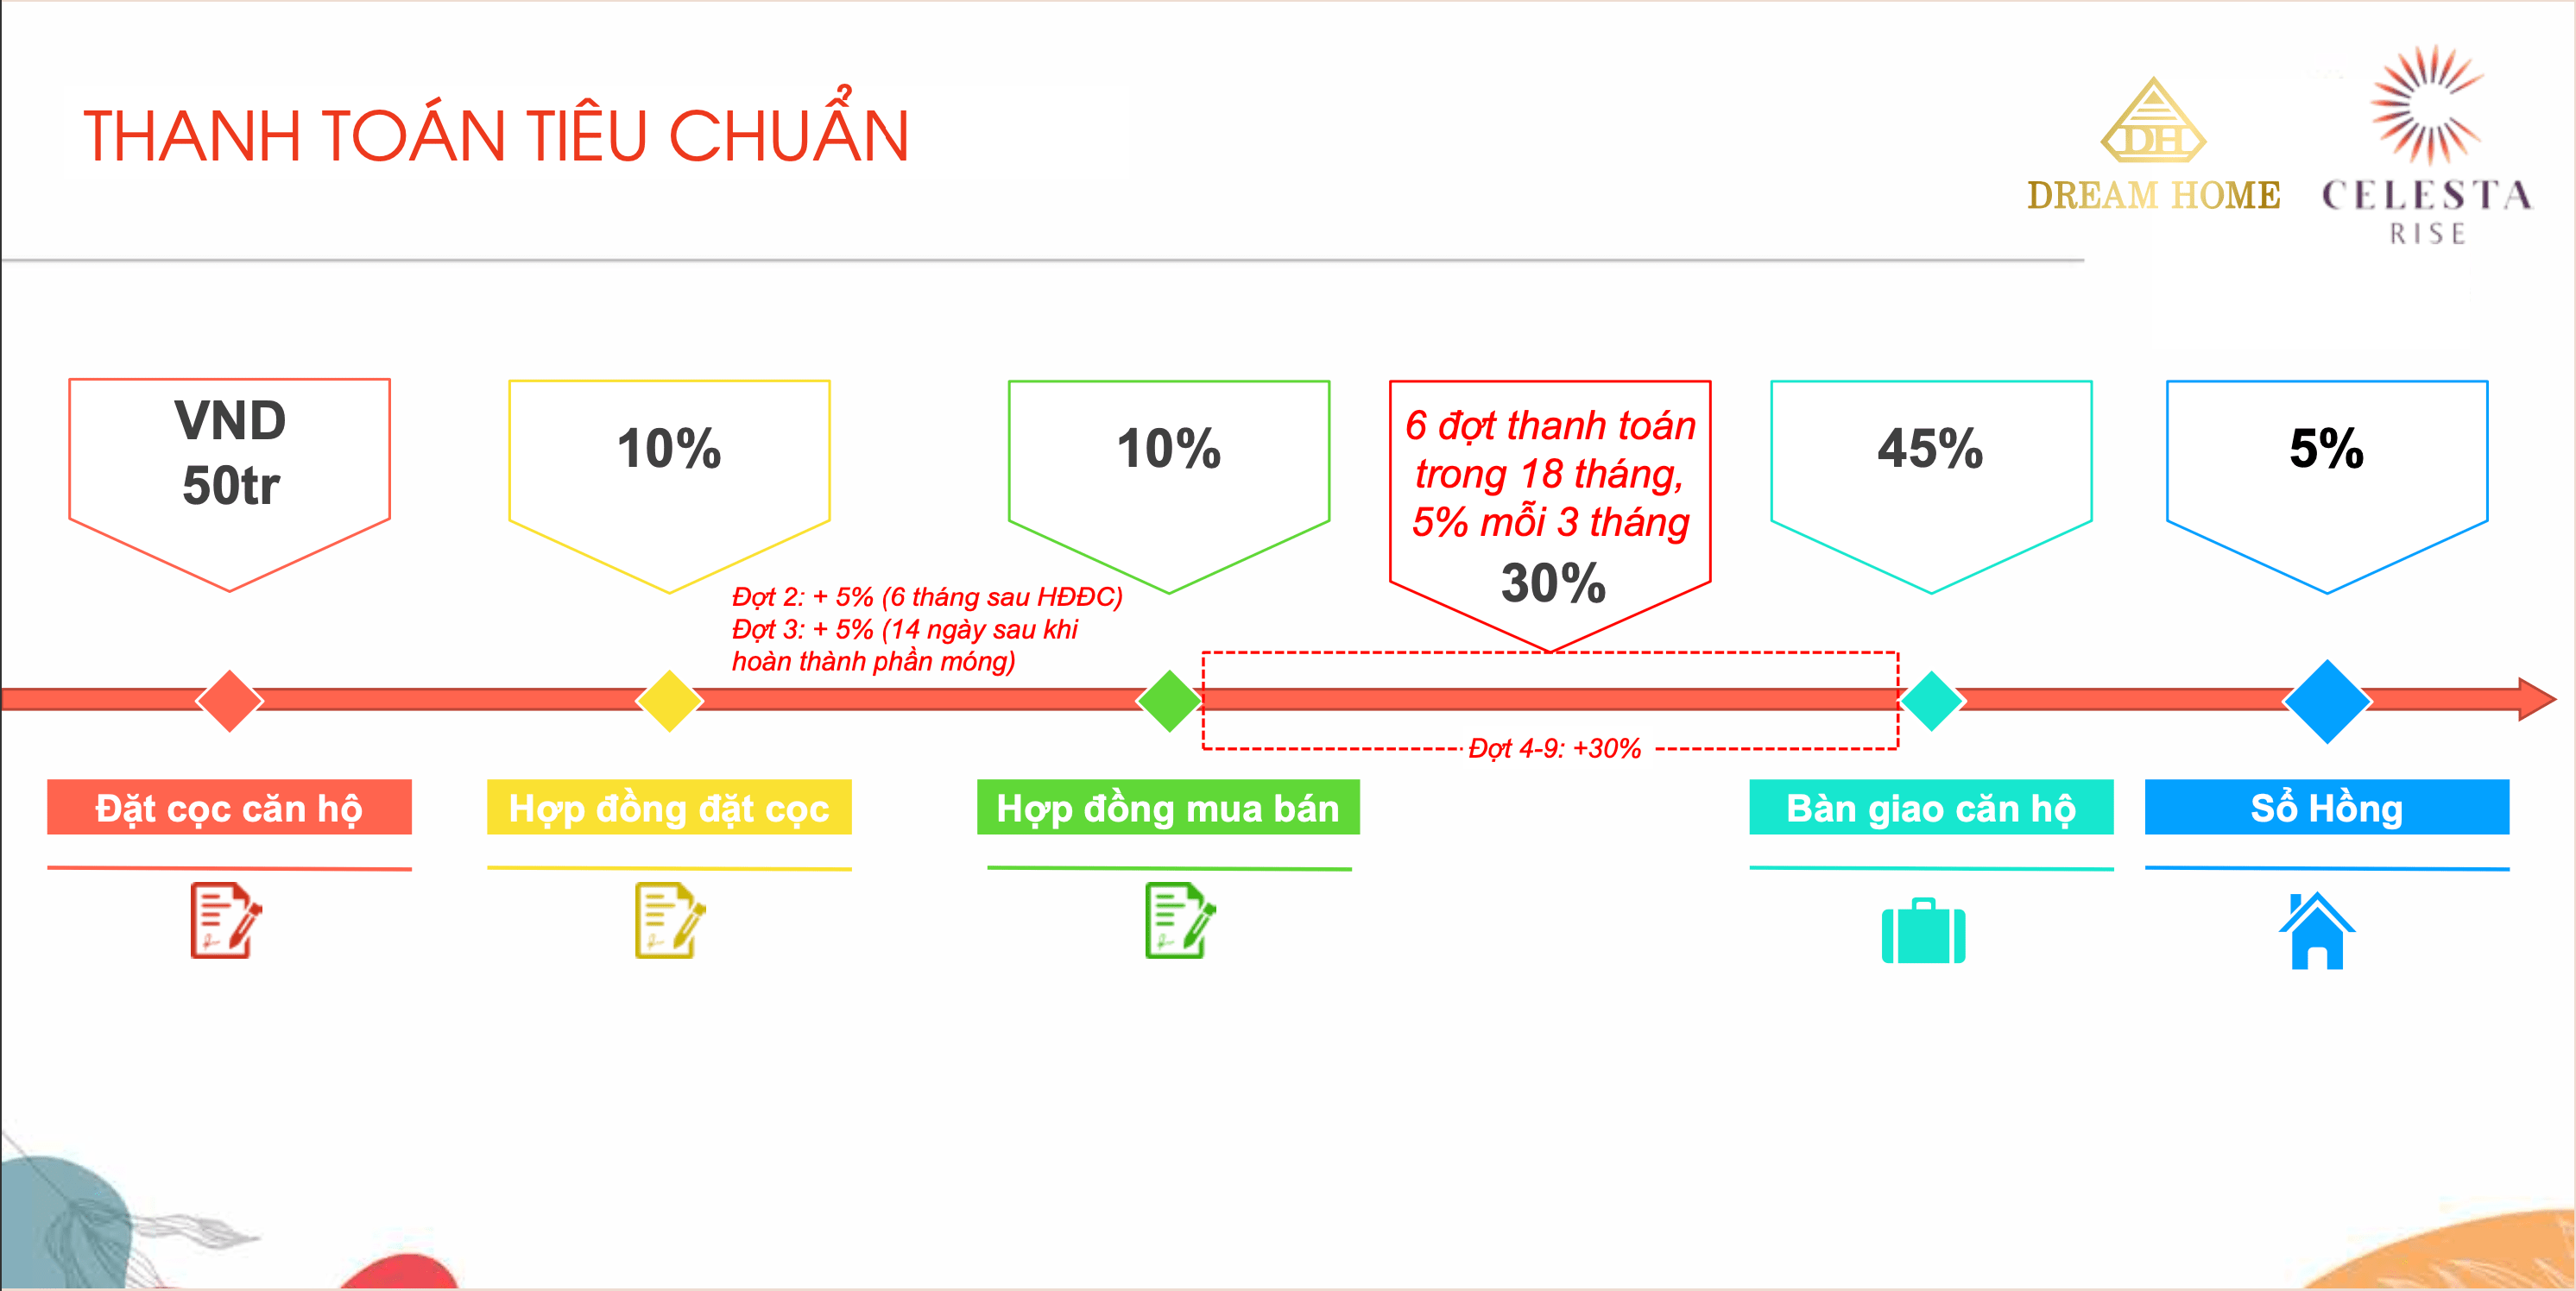 THANH TOÁN TIÊU CHUẨN
DH
DREAM HOME
CELESTA
RISE
VND
50tr
10%
10%
6 đợt thanh toán
trong 18 tháng,
5% mỗi 3 tháng
30%
45%
5%
Đợt 2: + 5% (6 tháng sau HĐĐC)
Đợt 3: + 5% (14 ngày sau khi
hoàn thành phần móng)
Đợt 4-9: +30%
Đặt cọc căn hộ
Hợp đồng đặt cọc
Hợp đồng mua bán
Bàn giao căn hộ
Sổ Hồng